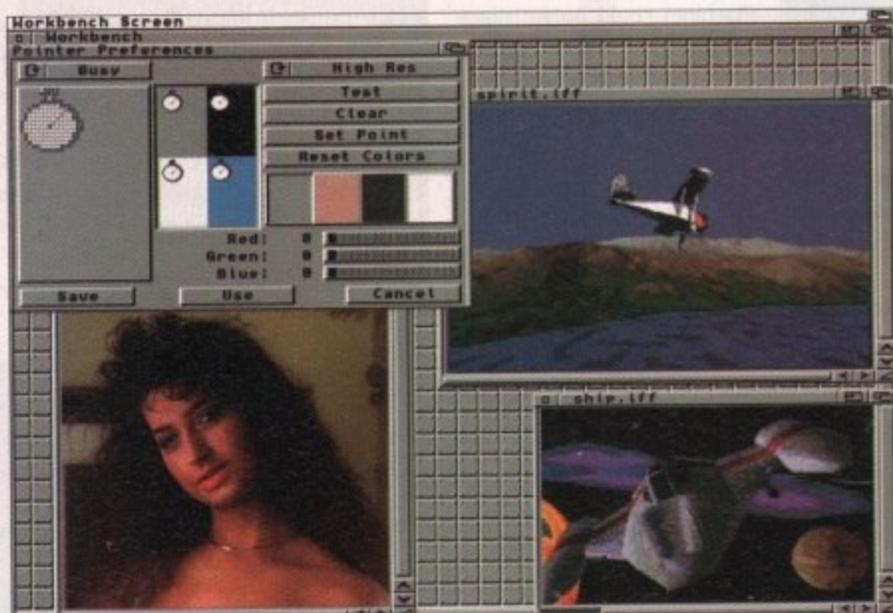 Workbench Screen
Workbench
Pointer Preferences
Busy
High Res
Test
Clear
Set Point
Reset Colors
Red: 0
Green: 0
Blue: 0
Save
Use
Cancel
spirit.iff
ship.iff